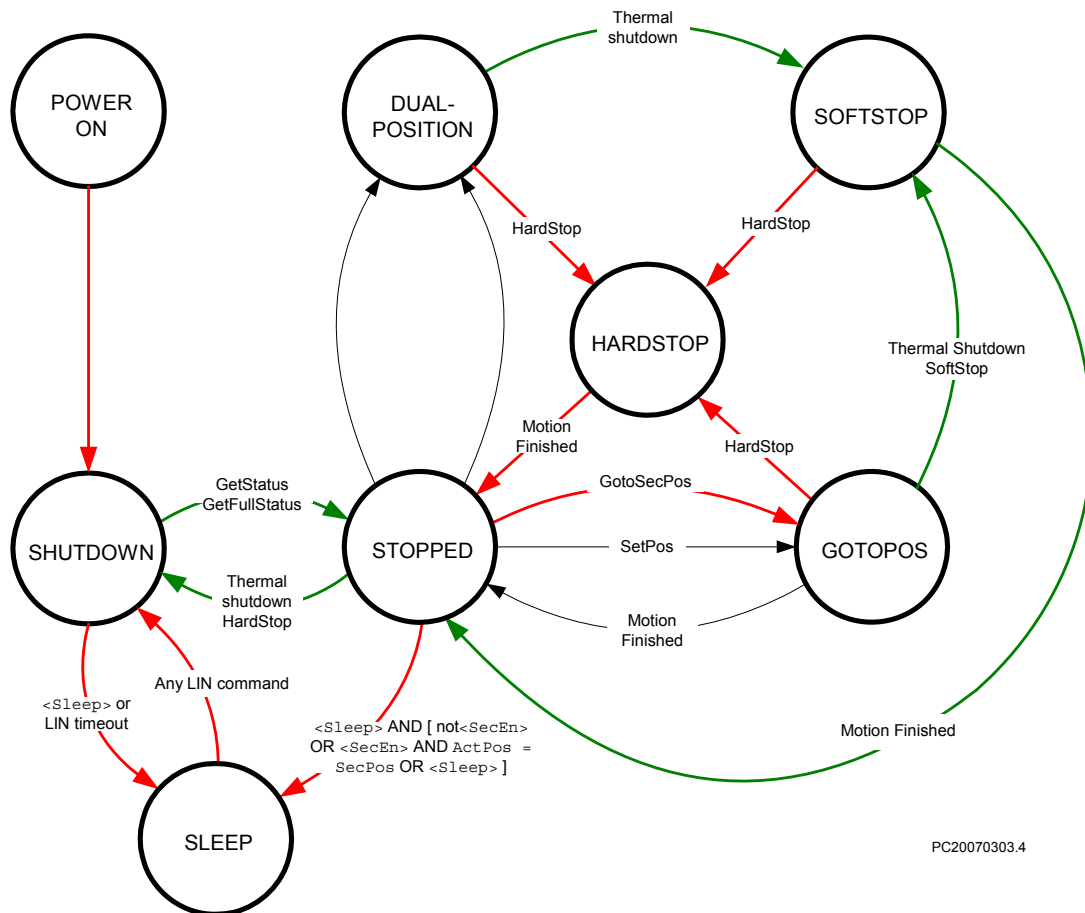 Thermal
shutdown
POWER
ON
DUAL-
POSITION
SOFTSTOP
HardStop
HardStop
HARDSTOP
Thermal Shutdown
SoftStop
Motion
Finished
HardStop
GetStatus
GetFullStatus
GotoSecPos
SHUTDOWN
STOPPED
SetPos
GOTOPOS
Thermal
shutdown
HardStop
Motion
Finished
Any LIN command
<Sleep> or
LIN timeout
<Sleep> AND [ not<SecEn>
OR <SecEn> AND ActPos =
SecPos OR <Sleep> ]
Motion Finished
SLEEP
PC20070303.4